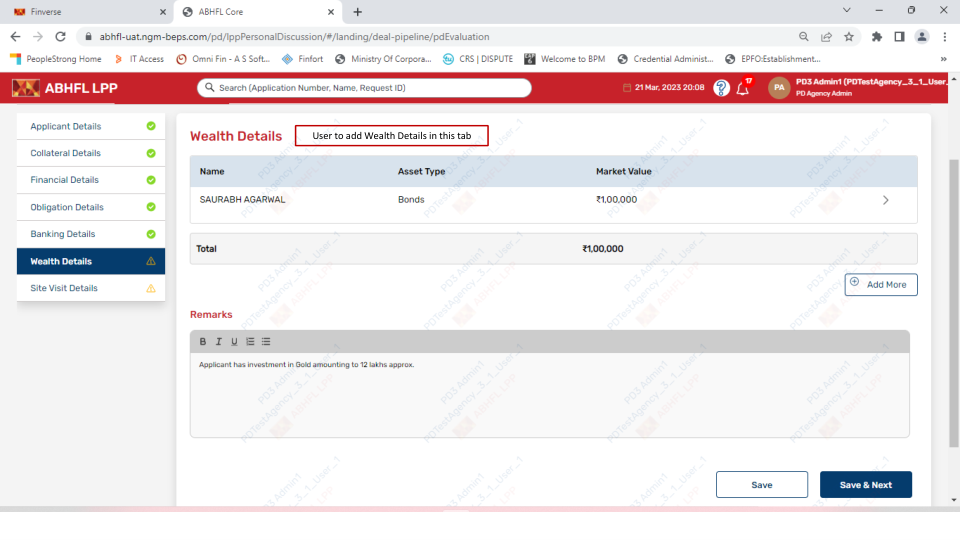 Finverse
ABHFL Core
abhfl-uat.ngm-beps.com/pd/lppPersonalDiscussion/#/landing/deal-pipeline/pdEvaluation
PeopleStrong Home IT Access Omni Fin - A S Soft... Finfort Ministry Of Corpora... CRS | DISPUTE Welcome to BPM Credential Administ... EPFO:Establishment...
ABHFL LPP
Search (Application Number, Name, Request ID)
21 Mar, 2023 20:08
17
PA
PD3 Admin1 (PDTestAgency_3_1_User_
PD Agency Admin
Applicant Details
Collateral Details
Financial Details
Obligation Details
Banking Details
Wealth Details
Site Visit Details
Wealth Details
User to add Wealth Details in this tab
Name Asset Type Market Value
SAURABH AGARWAL Bonds ₹1,00,000
Total ₹1,00,000
Add More
Remarks
B I U
Applicant has investment in Gold amounting to 12 lakhs approx.
Save Save & Next